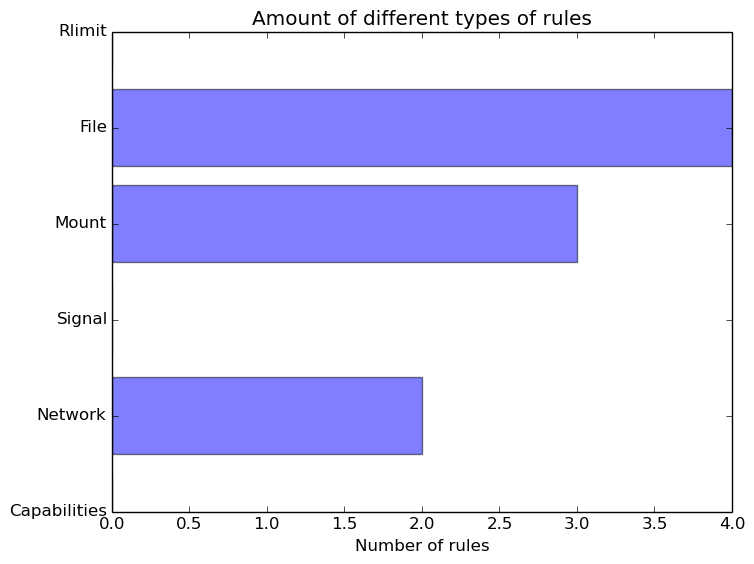 Amount of different types of rules
Rlimit
File
Mount
Signal
Network
Capabilities
0.0 0.5 1.0 1.5 2.0 2.5 3.0 3.5 4.0
Number of rules